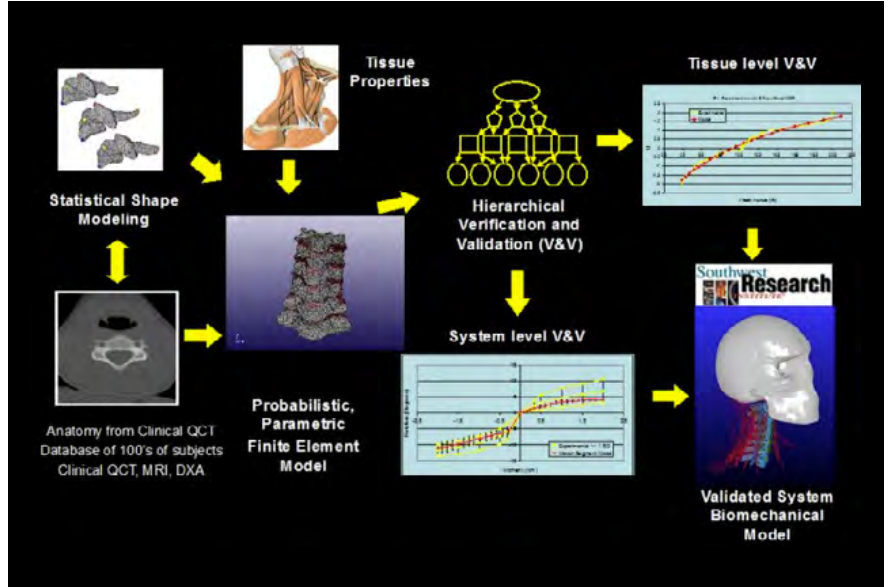 Tissue
Properties
Tissue level V&V
Statistical Shape
Modeling
Hierarchical
Verification and
Validation (V&V)
Southwest
Research
System level V&V
Anatomy from Clinical QCT
Database of 100's of subjects
Clinical QCT, MRI, DXA
Probabilistic,
Parametric
Finite Element
Model
Validated System
Biomechanical
Model